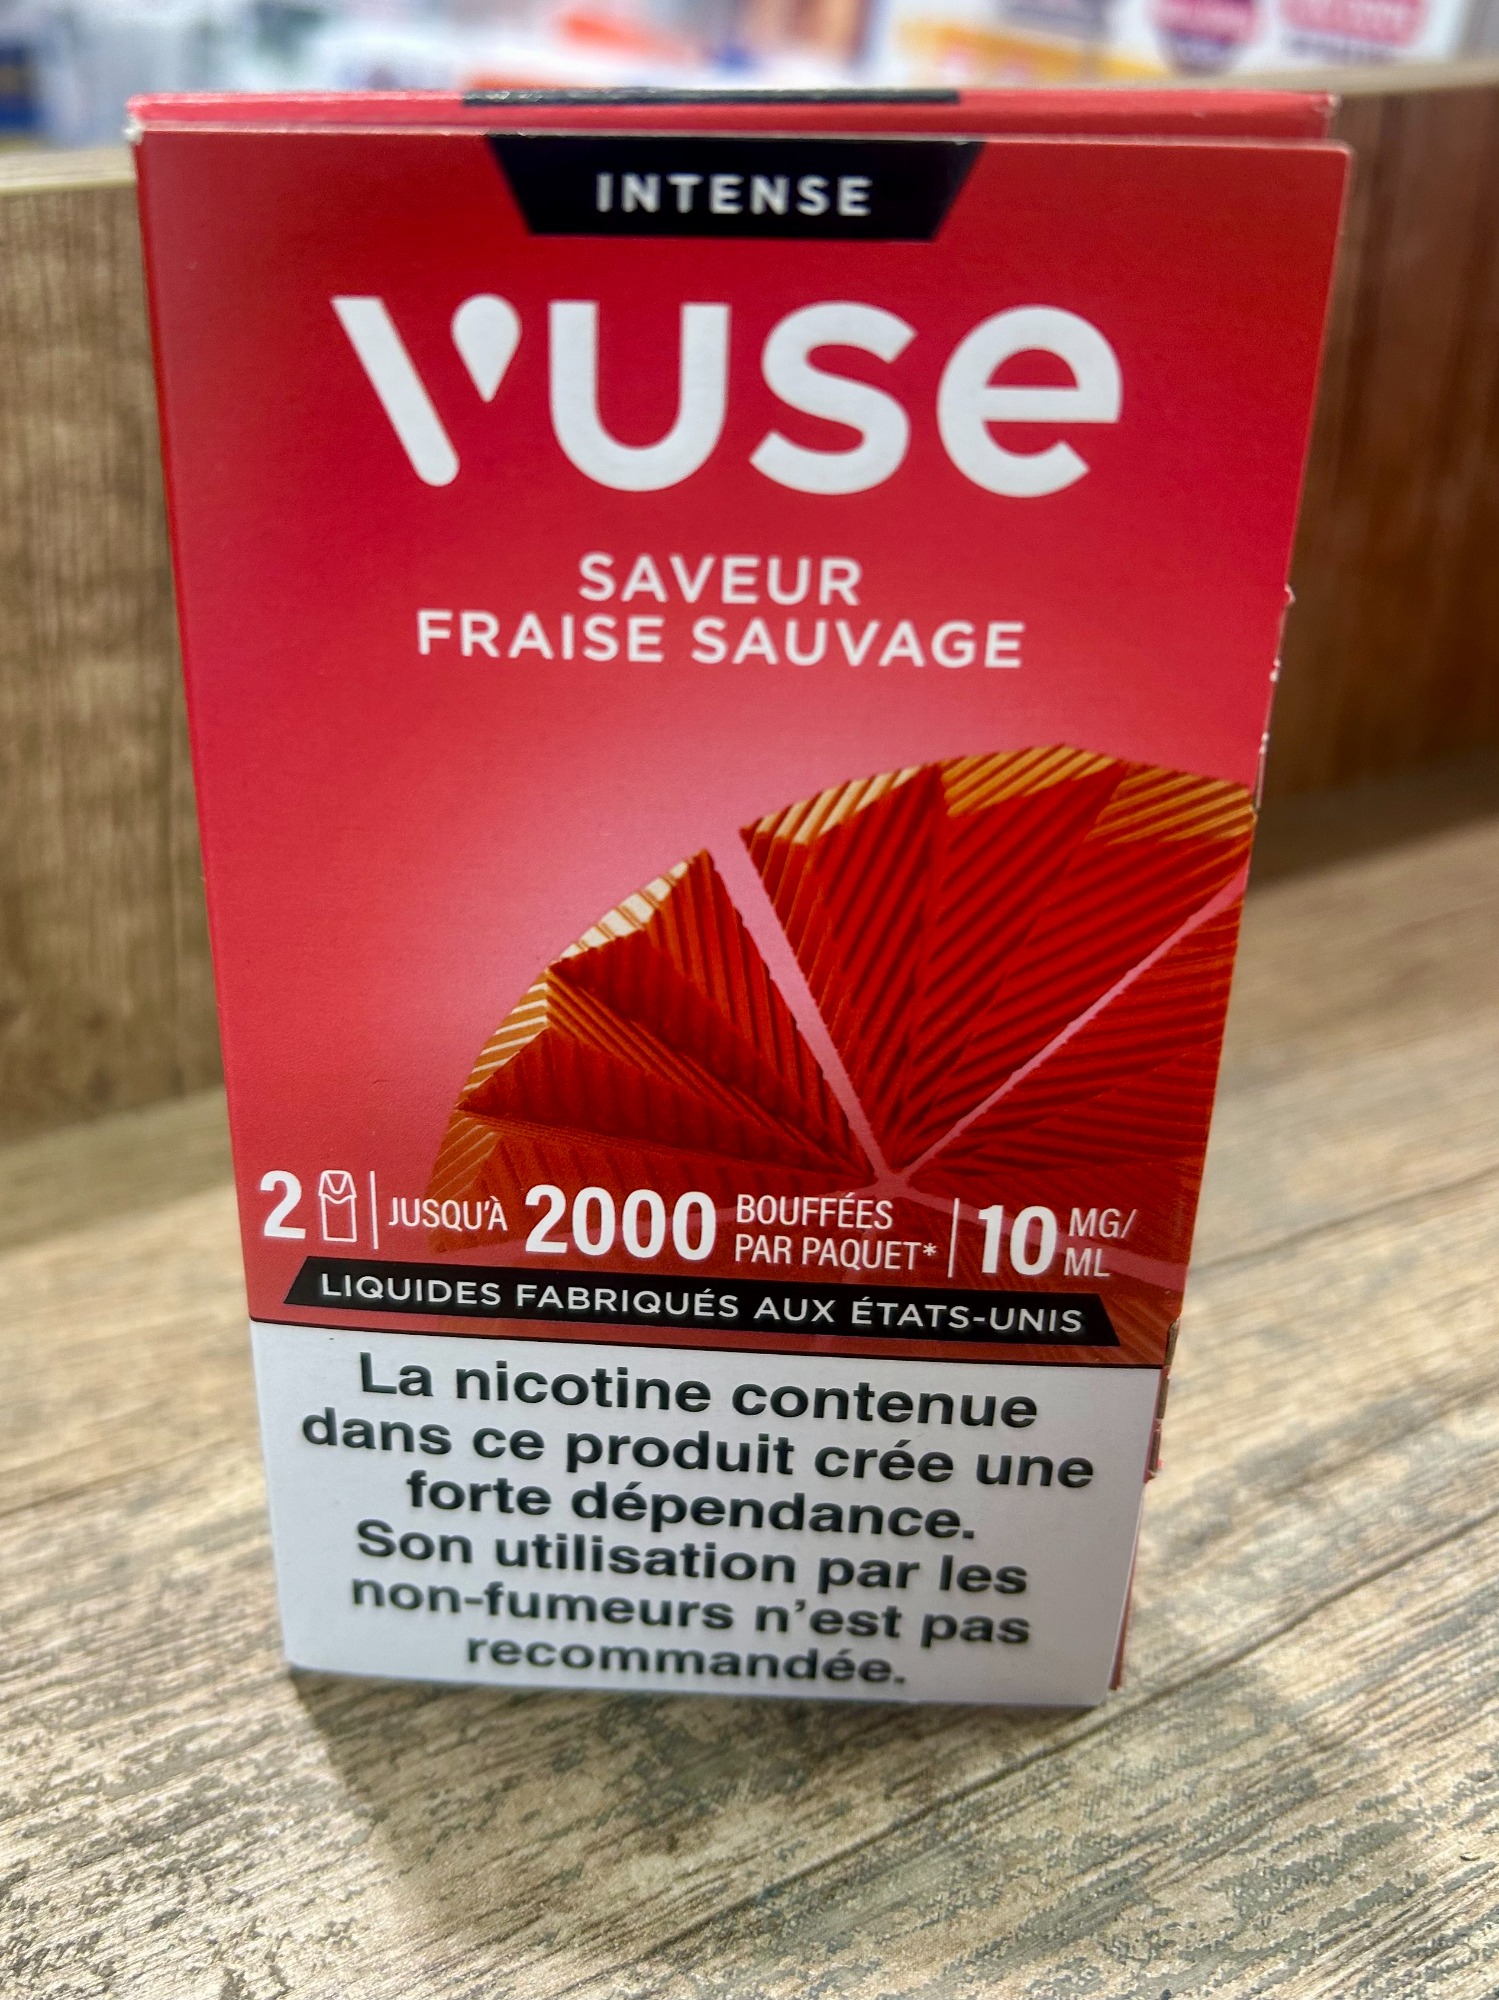 INTENSE
vuse
SAVEUR
FRAISE SAUVAGE
2 | JUSQU'À 2000 BOUFFÉES PAR PAQUET* | 10 MG/ML
LIQUIDES FABRIQUÉS AUX ÉTATS-UNIS
La nicotine contenue
dans ce produit crée une
forte dépendance.
Son utilisation par les
non-fumeurs n'est pas
recommandée.